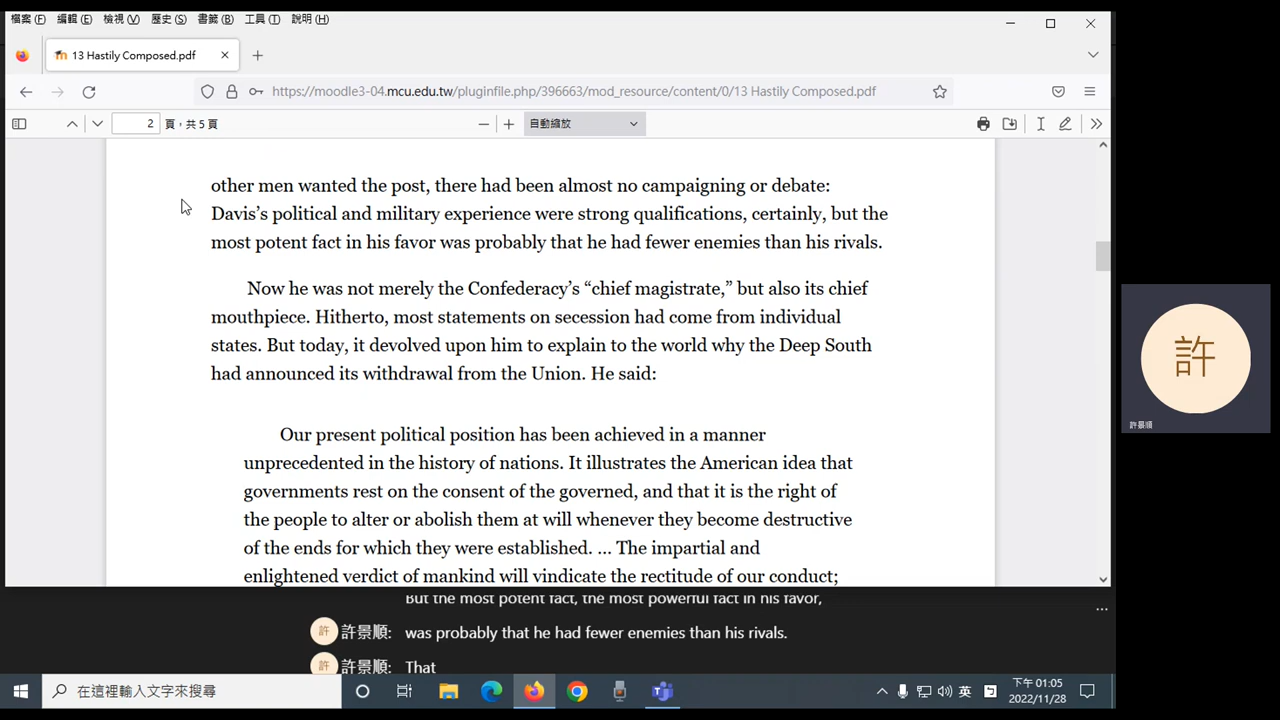 檔案(F) 編輯(E) 檢視(V) 歷史(S) 書籤(B) 工具(T) 說明(H)
13 Hastily Composed.pdf
https://moodle3-04.mcu.edu.tw/pluginfile.php/396663/mod_resource/content/0/13 Hastily Composed.pdf
2 頁，共 5 頁 自動縮放
other men wanted the post, there had been almost no campaigning or debate:
Davis’s political and military experience were strong qualifications, certainly, but the
most potent fact in his favor was probably that he had fewer enemies than his rivals.
Now he was not merely the Confederacy’s “chief magistrate,” but also its chief
mouthpiece. Hitherto, most statements on secession had come from individual
states. But today, it devolved upon him to explain to the world why the Deep South
had announced its withdrawal from the Union. He said:
Our present political position has been achieved in a manner
unprecedented in the history of nations. It illustrates the American idea that
governments rest on the consent of the governed, and that it is the right of
the people to alter or abolish them at will whenever they become destructive
of the ends for which they were established. … The impartial and
enlightened verdict of mankind will vindicate the rectitude of our conduct;
But the most potent fact, the most powerful fact in his favor,
許 許景順: was probably that he had fewer enemies than his rivals.
許 許景順: That
許
許景順
在這裡輸入文字來搜尋
英
下午 01:05
2022/11/28